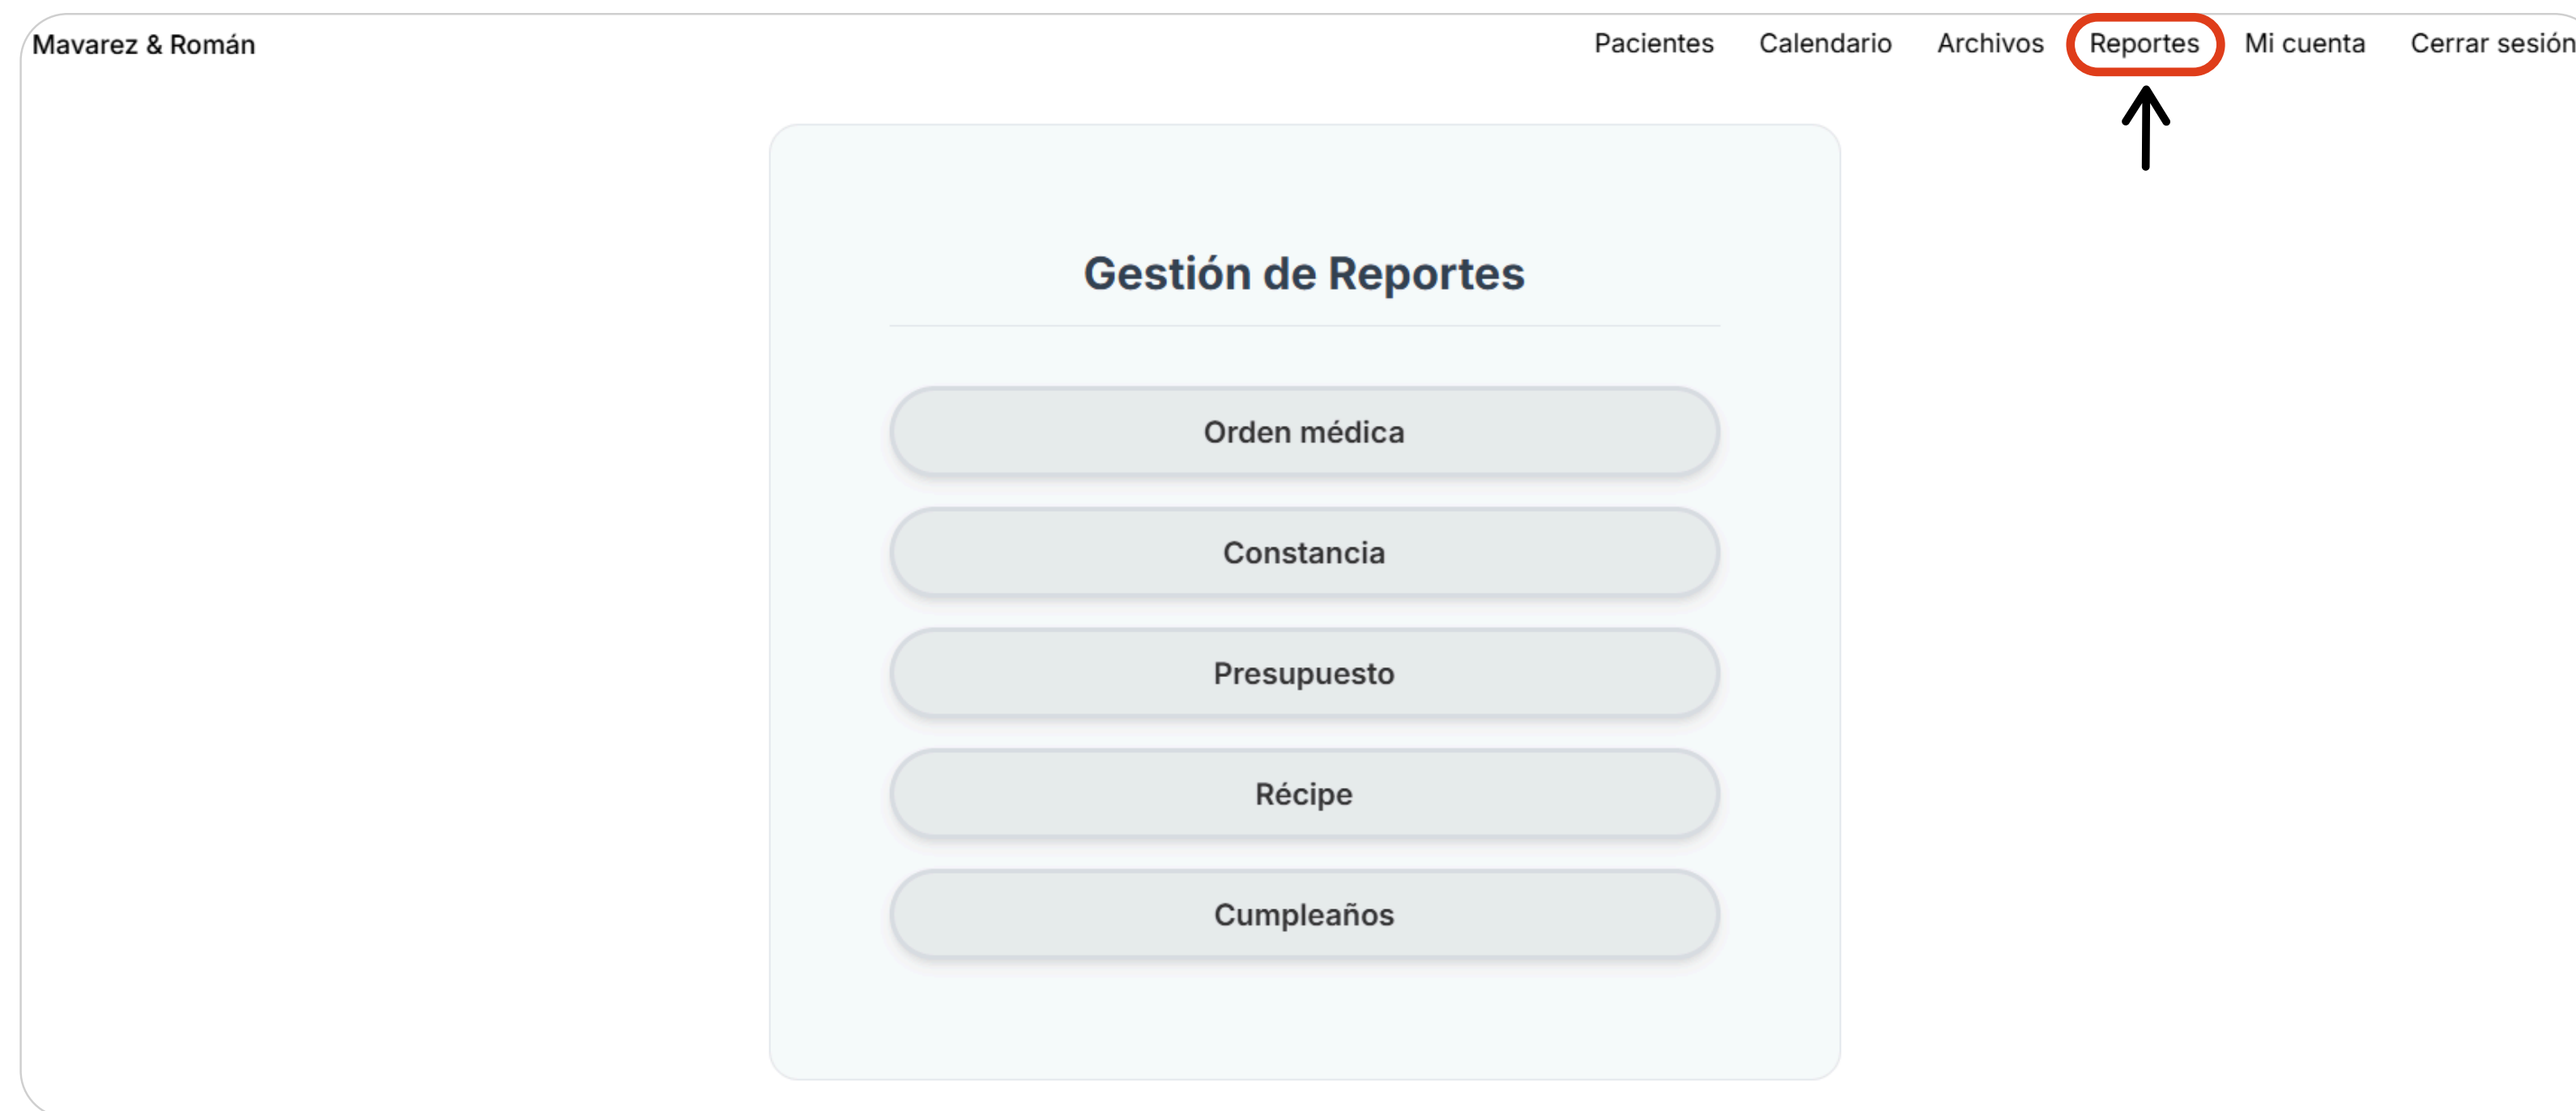 Mavarez & Román
Pacientes Calendario Archivos Reportes Mi cuenta Cerrar sesión
Gestión de Reportes
Orden médica
Constancia
Presupuesto
Récipe
Cumpleaños